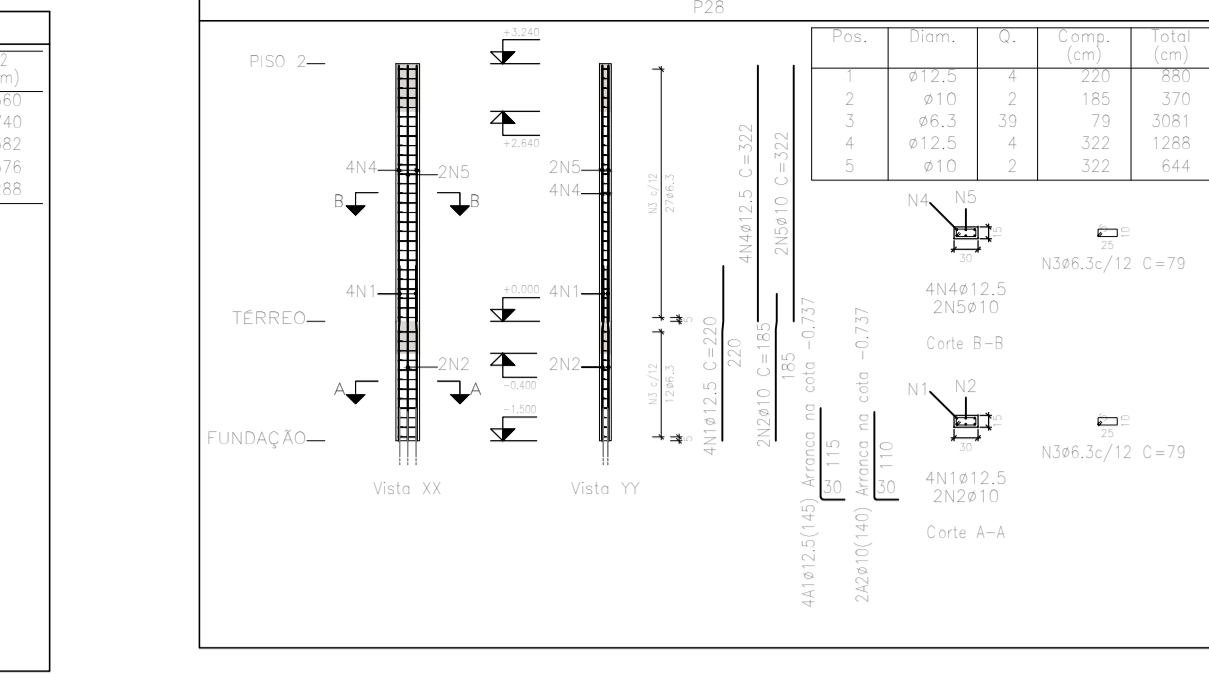 P28
Pos. Diam. Q. Comp. (cm) Total (cm)
1 ø12.5 4 220 880
2 ø10 2 185 370
3 ø6.3 39 79 3081
4 ø12.5 4 322 1288
5 ø10 2 322 644
PISO 2
TÉRREO
FUNDAÇÃO
4N4
2N5
B
B
4N1
2N2
A
A
Vista XX
+3.240
+2.640
+0.000
-0.400
-1.500
2N5
4N4
4N1
2N2
Vista YY
N3 c/12
27ø6.3
5
N3 c/12
12ø6.3
5
4N1ø12.5 C=220
220
4N4ø12.5 C=322
2N2ø10 C=185
185
2N5ø10 C=322
4A1ø12.5(145) Arranca na cota -0.737
30
115
2A2ø10(140) Arranca na cota -0.737
30
110
N4
N5
15
30
4N4ø12.5
2N5ø10
Corte B-B
25
10
N3ø6.3c/12 C=79
N1
N2
15
30
4N1ø12.5
2N2ø10
Corte A-A
25
10
N3ø6.3c/12 C=79